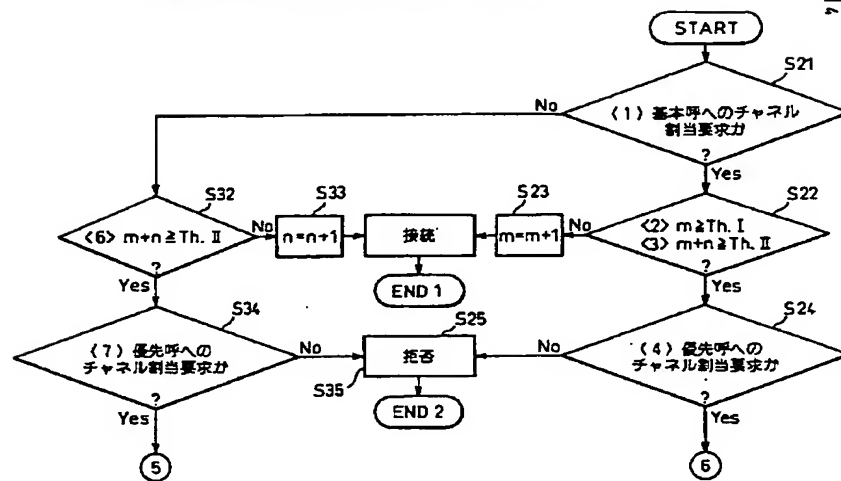 START
S21
〈1〉基本呼へのチャネル
割当要求か
?
No
Yes
S32
〈6〉m+n≧Th.Ⅱ
?
No
Yes
S33
n=n+1
接続
END 1
S23
m=m+1
S22
〈2〉m≧Th.Ⅰ
〈3〉m+n≧Th.Ⅱ
?
No
Yes
S34
〈7〉優先呼への
チャネル割当要求か
?
No
Yes
S25
拒否
S35
END 2
S24
〈4〉優先呼への
チャネル割当要求か
?
No
Yes
5
6